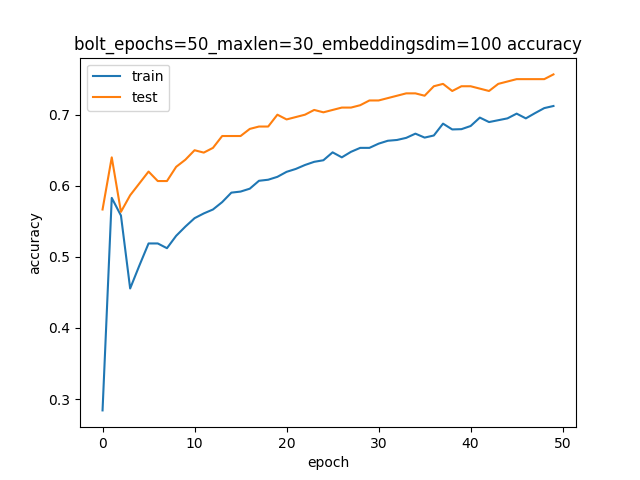 bolt_epochs=50_maxlen=30_embeddingsdim=100 accuracy
train
test
accuracy
0.7
0.6
0.5
0.4
0.3
0 10 20 30 40 50
epoch